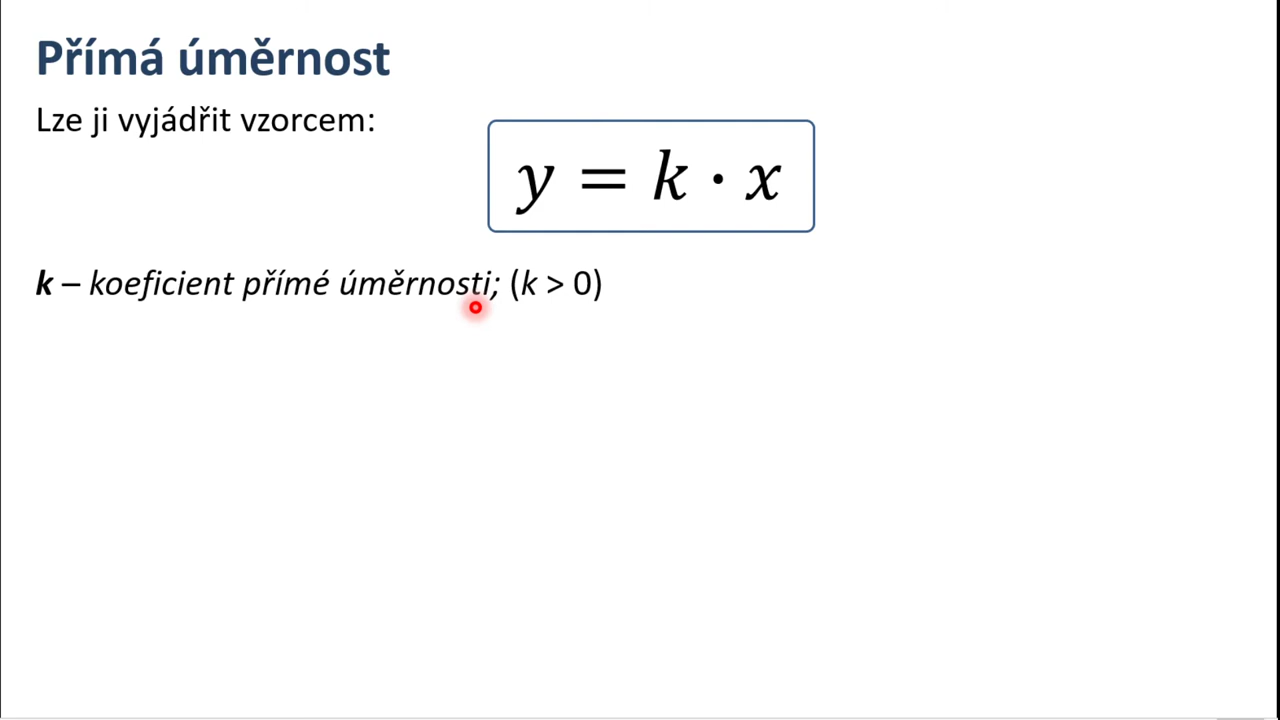 Přímá úměrnost
Lze ji vyjádřit vzorcem:
y = k · x
k – koeficient přímé úměrnosti; (k > 0)